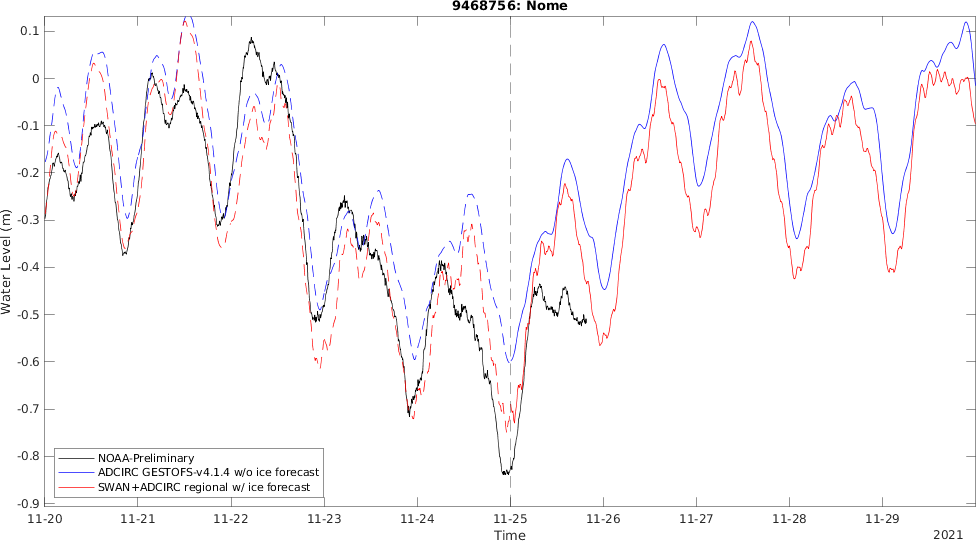 9468756: Nome
0.1
0
-0.1
-0.2
-0.3
-0.4
-0.5
-0.6
-0.7
-0.8
-0.9
Water Level (m)
NOAA-Preliminary
ADCIRC GESTOFS-v4.1.4 w/o ice forecast
SWAN+ADCIRC regional w/ ice forecast
11-20 11-21 11-22 11-23 11-24 11-25 11-26 11-27 11-28 11-29
Time
2021